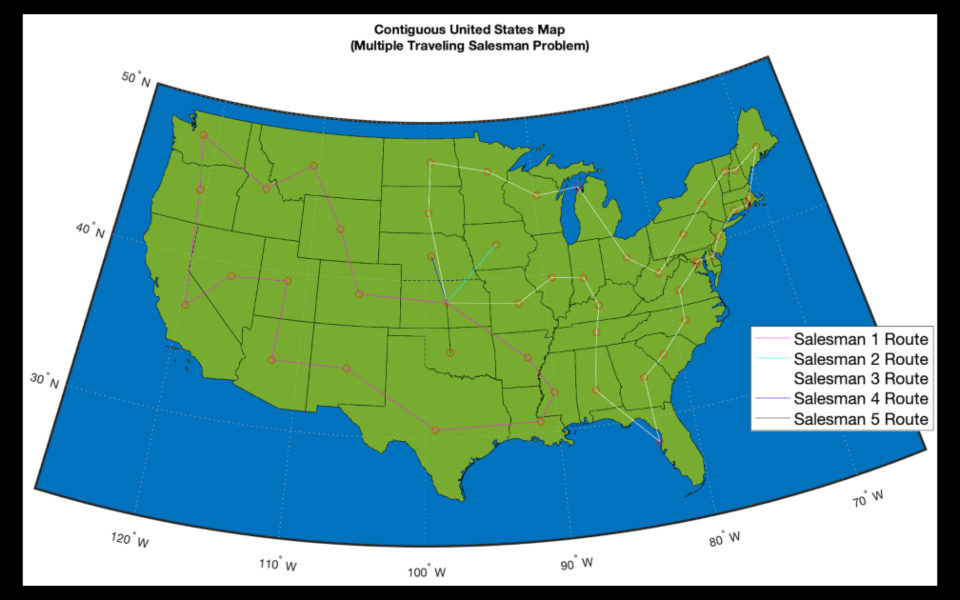 Contiguous United States Map
(Multiple Traveling Salesman Problem)
50° N
40° N
30° N
120° W
110° W
100° W
90° W
80° W
70° W
Salesman 1 Route
Salesman 2 Route
Salesman 3 Route
Salesman 4 Route
Salesman 5 Route